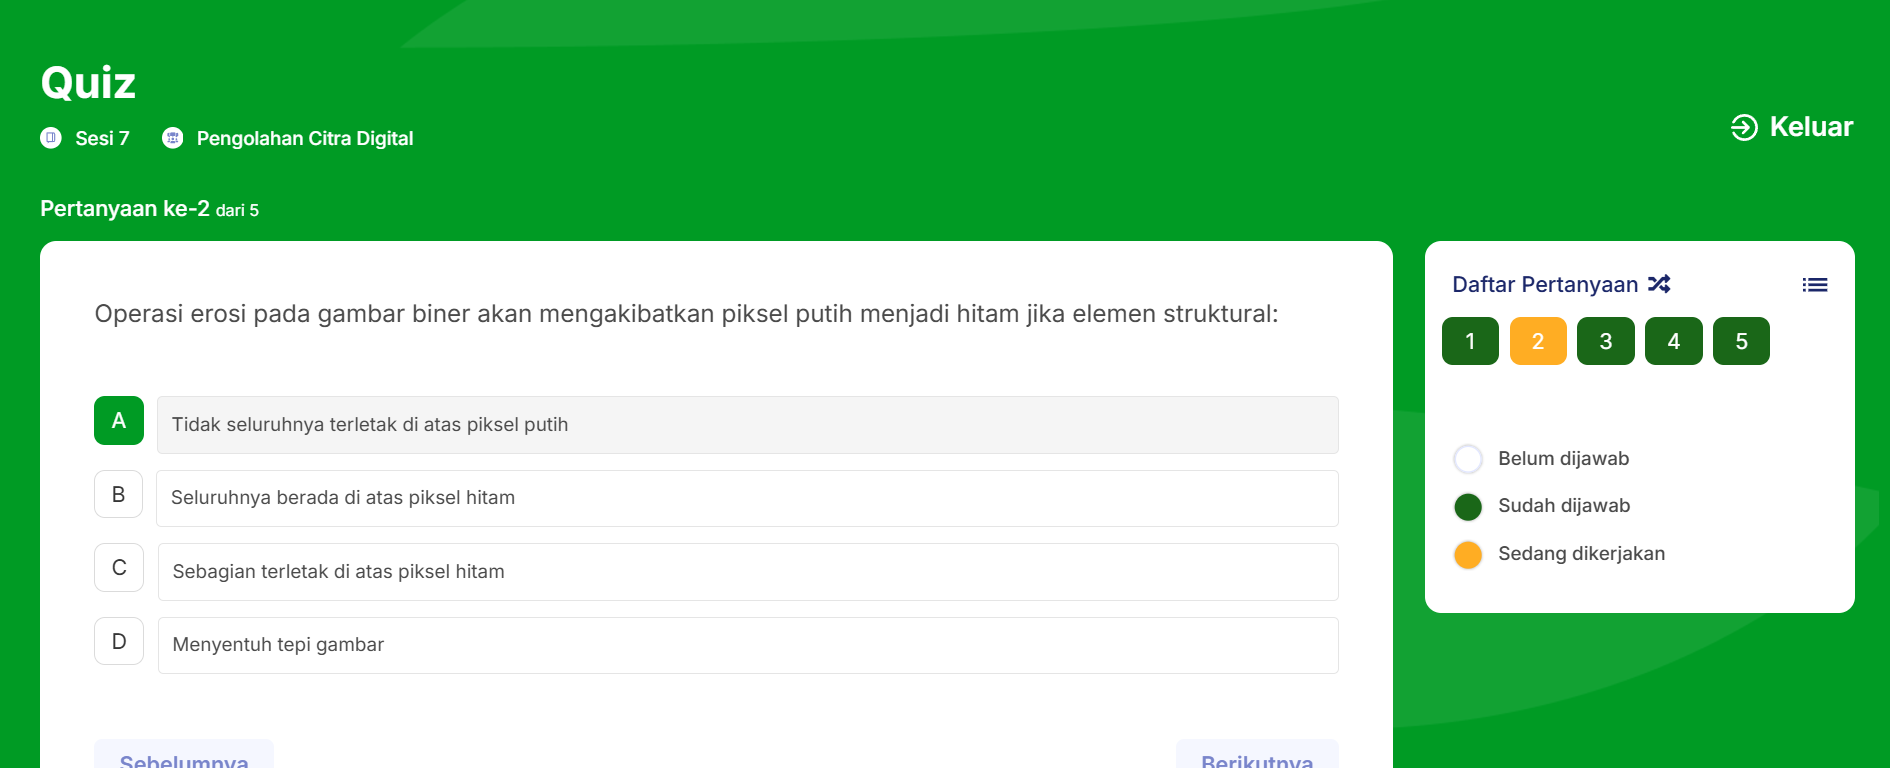 Quiz
Sesi 7 Pengolahan Citra Digital
Keluar
Pertanyaan ke-2 dari 5
Operasi erosi pada gambar biner akan mengakibatkan piksel putih menjadi hitam jika elemen struktural:
A Tidak seluruhnya terletak di atas piksel putih
B Seluruhnya berada di atas piksel hitam
C Sebagian terletak di atas piksel hitam
D Menyentuh tepi gambar
Sebelumnya Berikutnya
Daftar Pertanyaan
1 2 3 4 5
Belum dijawab
Sudah dijawab
Sedang dikerjakan